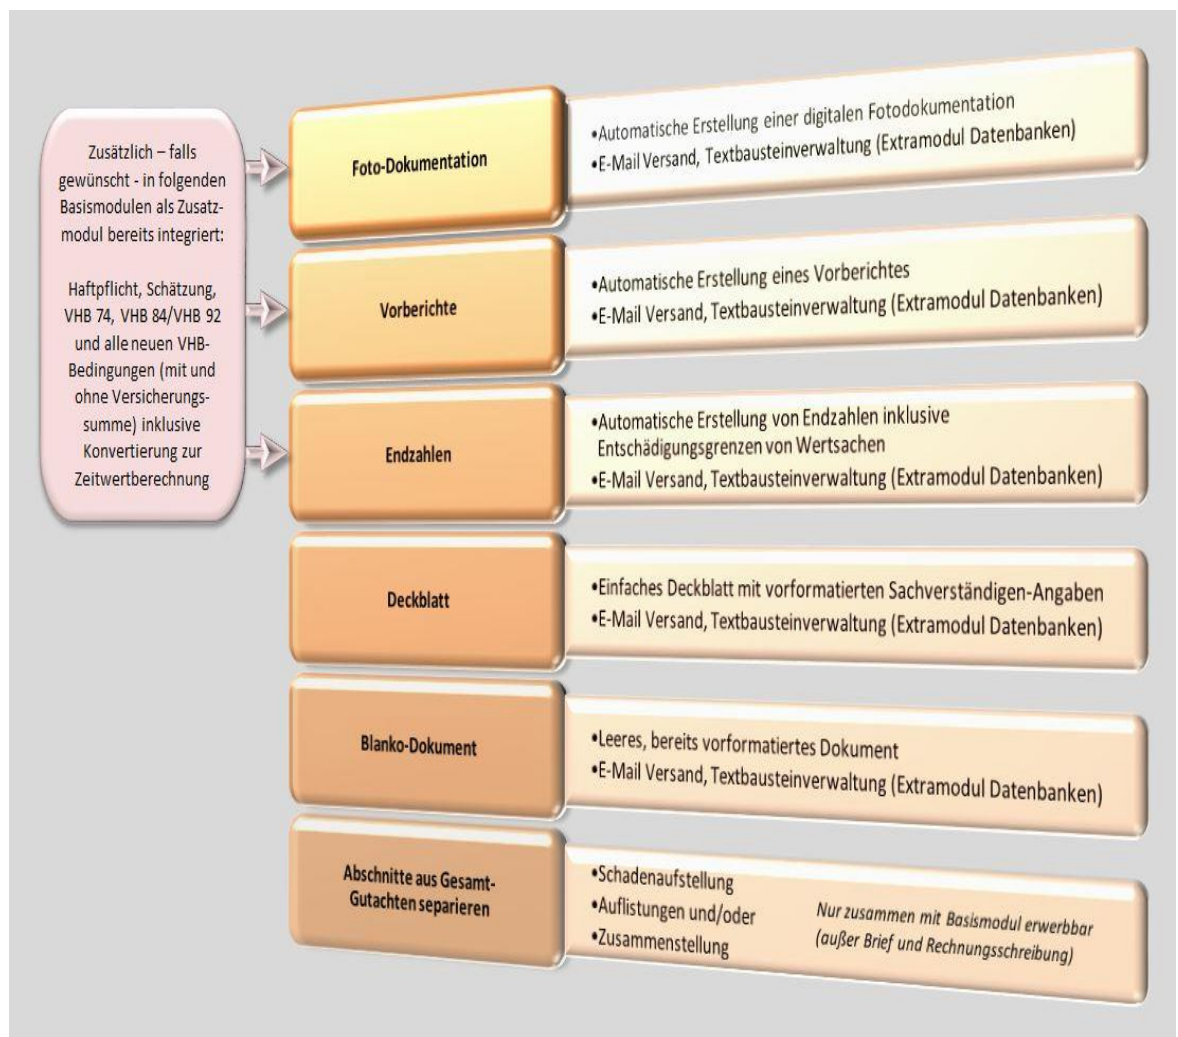 Zusätzlich – falls
gewünscht - in folgenden
Basismodulen als Zusatz-
modul bereits integriert:
Haftpflicht, Schätzung,
VHB 74, VHB 84/VHB 92
und alle neuen VHB-
Bedingungen (mit und
ohne Versicherungs-
summe) inklusive
Konvertierung zur
Zeitwertberechnung
Foto-Dokumentation
•Automatische Erstellung einer digitalen Fotodokumentation
•E-Mail Versand, Textbausteinverwaltung (Extramodul Datenbanken)
Vorberichte
•Automatische Erstellung eines Vorberichtes
•E-Mail Versand, Textbausteinverwaltung (Extramodul Datenbanken)
Endzahlen
•Automatische Erstellung von Endzahlen inklusive
Entschädigungsgrenzen von Wertsachen
•E-Mail Versand, Textbausteinverwaltung (Extramodul Datenbanken)
Deckblatt
•Einfaches Deckblatt mit vorformatierten Sachverständigen-Angaben
•E-Mail Versand, Textbausteinverwaltung (Extramodul Datenbanken)
Blanko-Dokument
•Leeres, bereits vorformatiertes Dokument
•E-Mail Versand, Textbausteinverwaltung (Extramodul Datenbanken)
Abschnitte aus Gesamt-
Gutachten separieren
•Schadenaufstellung
•Auflistungen und/oder
•Zusammenstellung
Nur zusammen mit Basismodul erwerbbar
(außer Brief und Rechnungsschreibung)